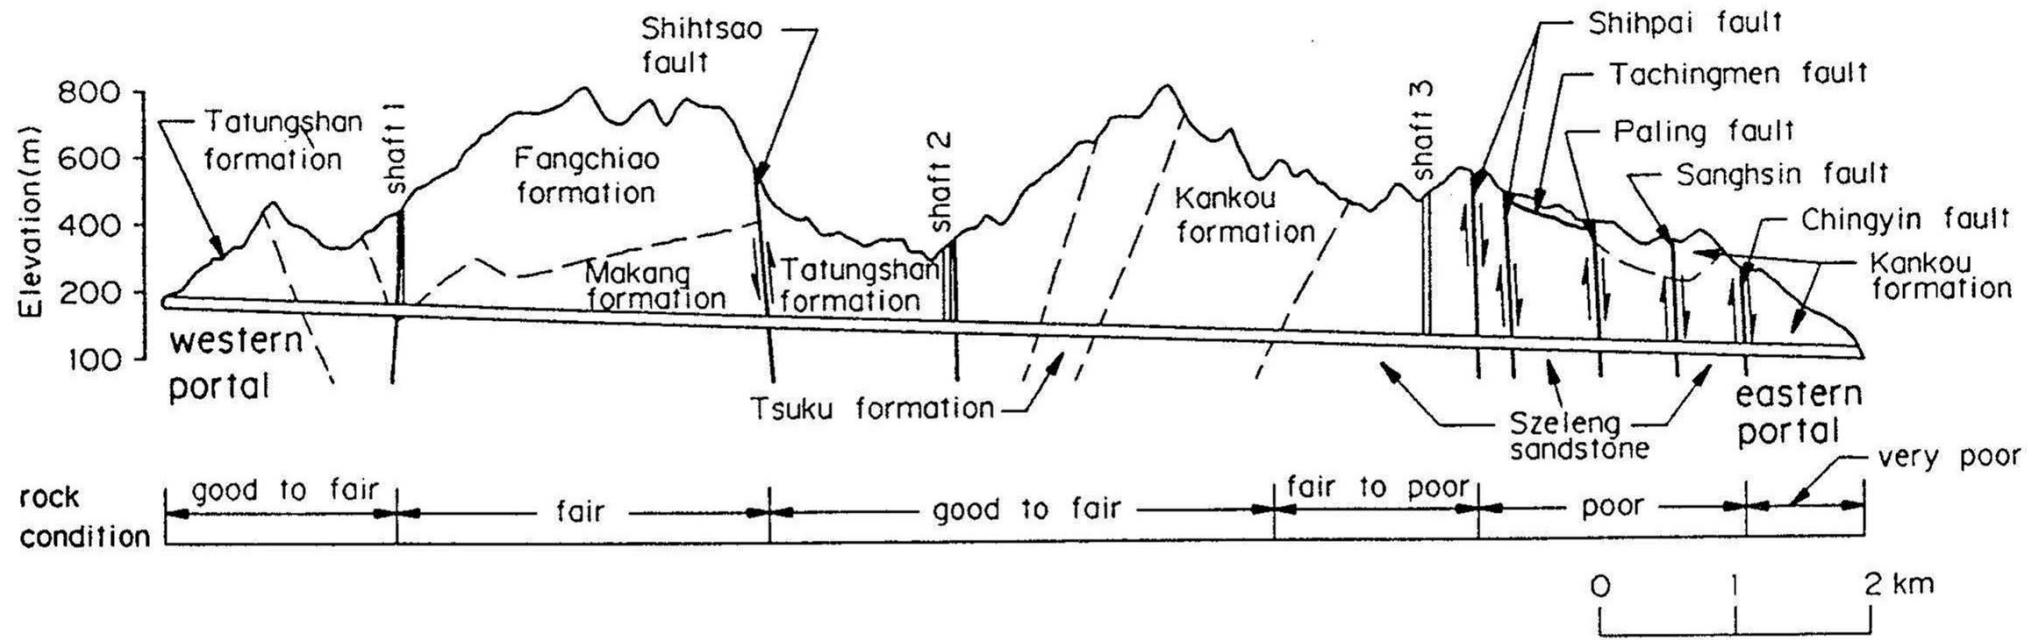 Shihtsao
fault
Shihpai fault
Tachingmen fault
Paling fault
Sanghsin fault
Chingyin fault
Kankou
formation
Elevation(m)
800
600
400
200
100
Tatungshan
formation
shaft 1
Fangchiao
formation
Makang
formation
Tatungshan
formation
shaft 2
Kankou
formation
shaft 3
western
portal
Tsuku formation
Szeleng
sandstone
eastern
portal
rock
condition
good to fair
fair
good to fair
fair to poor
poor
very poor
0 1 2 km